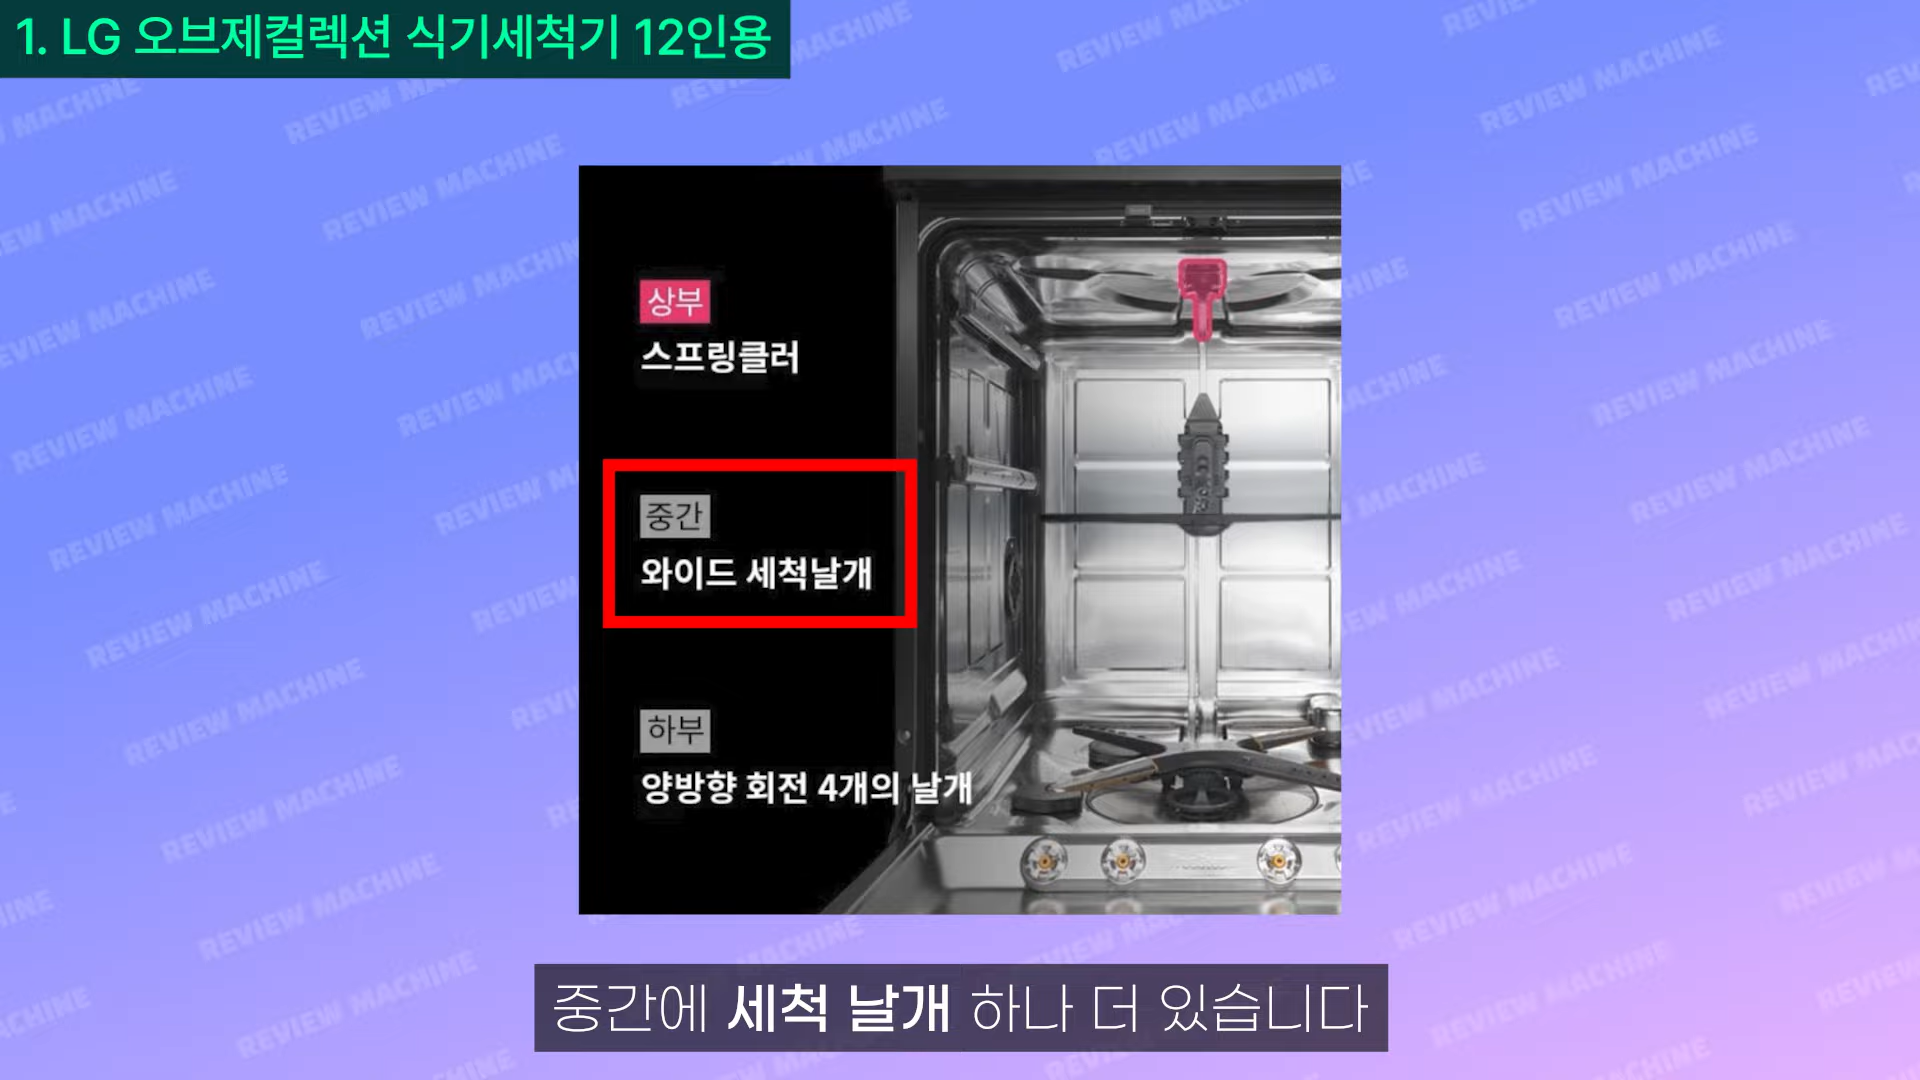 1. LG 오브제컬렉션 식기세척기 12인용
상부
스프링클러
중간
와이드 세척날개
하부
양방향 회전 4개의 날개
중간에 세척 날개 하나 더 있습니다
REVIEW MACHINE